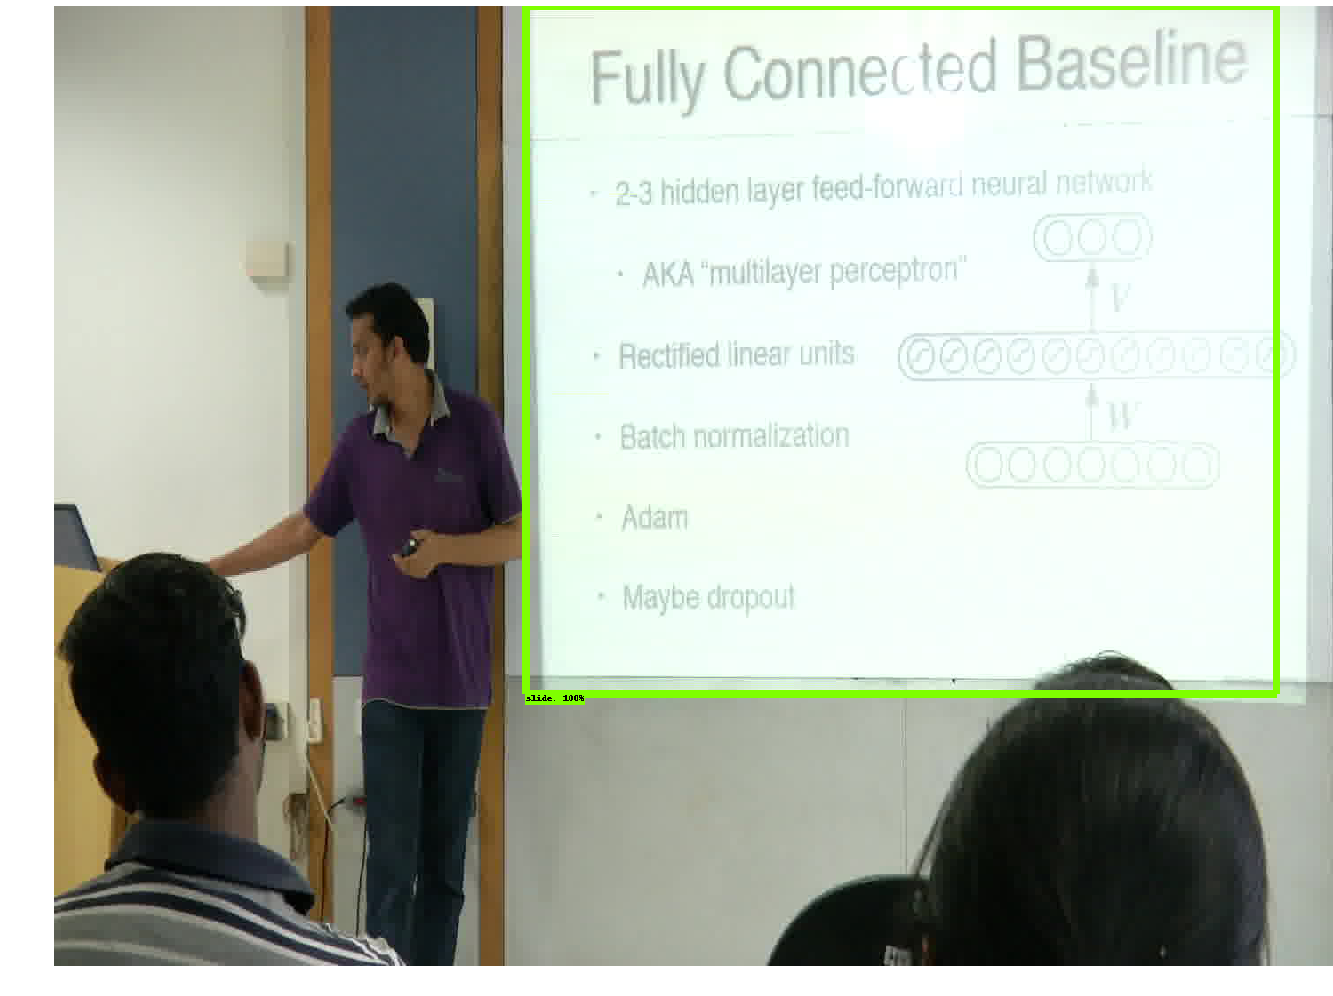 Fully Connected Baseline
· 2-3 hidden layer feed-forward neural network
· AKA "multilayer perceptron"
V
· Rectified linear units
W
· Batch normalization
· Adam
· Maybe dropout
slide: 100%